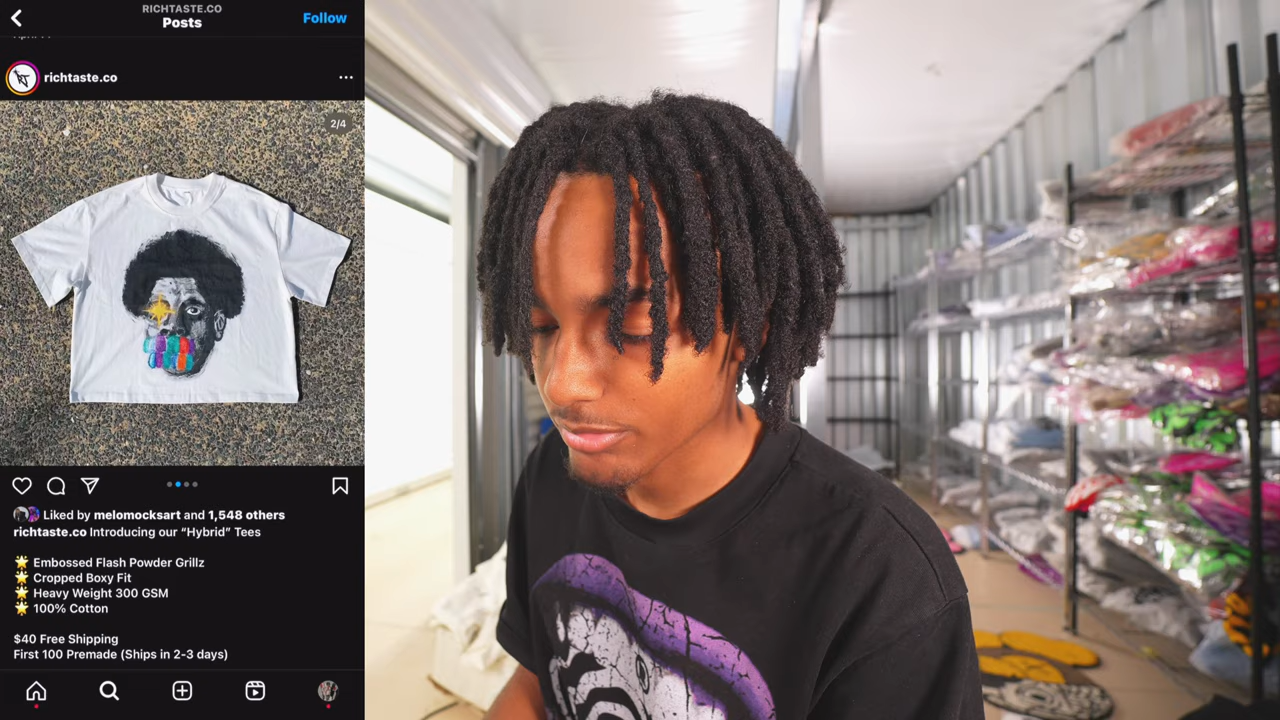 RICHTASTE.CO
Posts
Follow
richtaste.co
2/4
Liked by melomocksart and 1,548 others
richtaste.co Introducing our “Hybrid” Tees
🌟 Embossed Flash Powder Grillz
🌟 Cropped Boxy Fit
🌟 Heavy Weight 300 GSM
🌟 100% Cotton
$40 Free Shipping
First 100 Premade (Ships in 2-3 days)